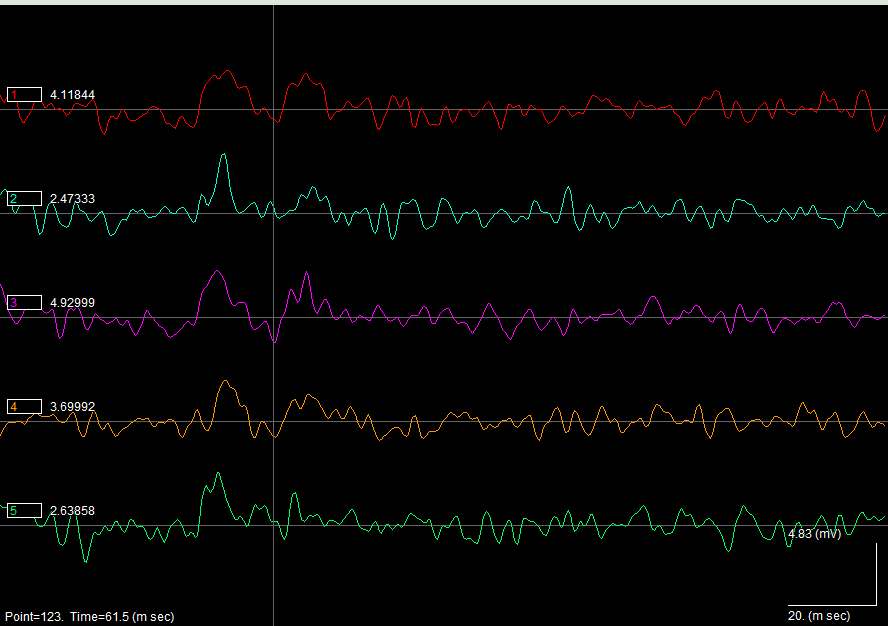 1 4.11844
2 2.47333
3 4.92999
4 3.69992
5 2.63858
4.83 (mV)
Point=123. Time=61.5 (m sec)
20. (m sec)